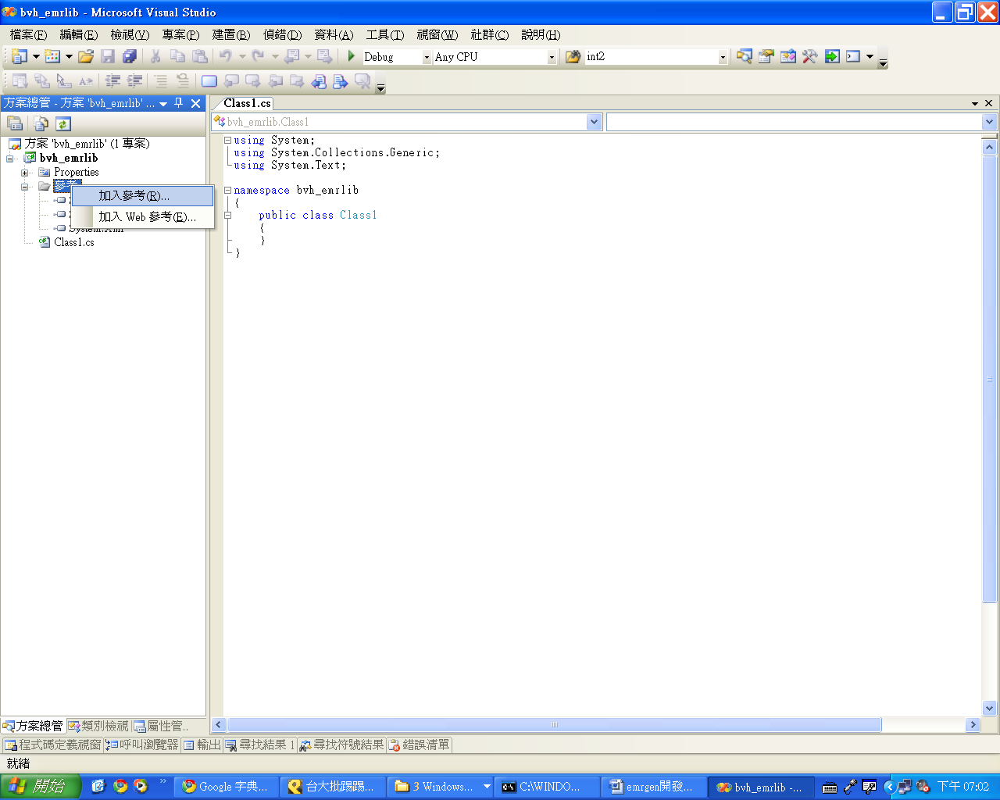 bvh_emrlib - Microsoft Visual Studio
檔案(F) 編輯(E) 檢視(V) 專案(P) 建置(B) 偵錯(D) 資料(A) 工具(T) 視窗(W) 社群(C) 說明(H)
Debug Any CPU int2
方案總管 - 方案 'bvh_emrlib' ...
Class1.cs
bvh_emrlib.Class1
方案 'bvh_emrlib' (1 專案)
bvh_emrlib
Properties
參考
加入參考(R)...
加入 Web 參考(E)...
System.Xml
Class1.cs
using System;
using System.Collections.Generic;
using System.Text;
namespace bvh_emrlib
{
public class Class1
{
}
}
方案總管 類別檢視 屬性管..
程式碼定義視窗 呼叫瀏覽器 輸出 尋找結果 1 尋找符號結果 錯誤清單
就緒
開始 » Google 字典... 台大批踢踢... 3 Windows... C:\WINDO... emrgen開發... bvh_emrlib -... 下午 07:02